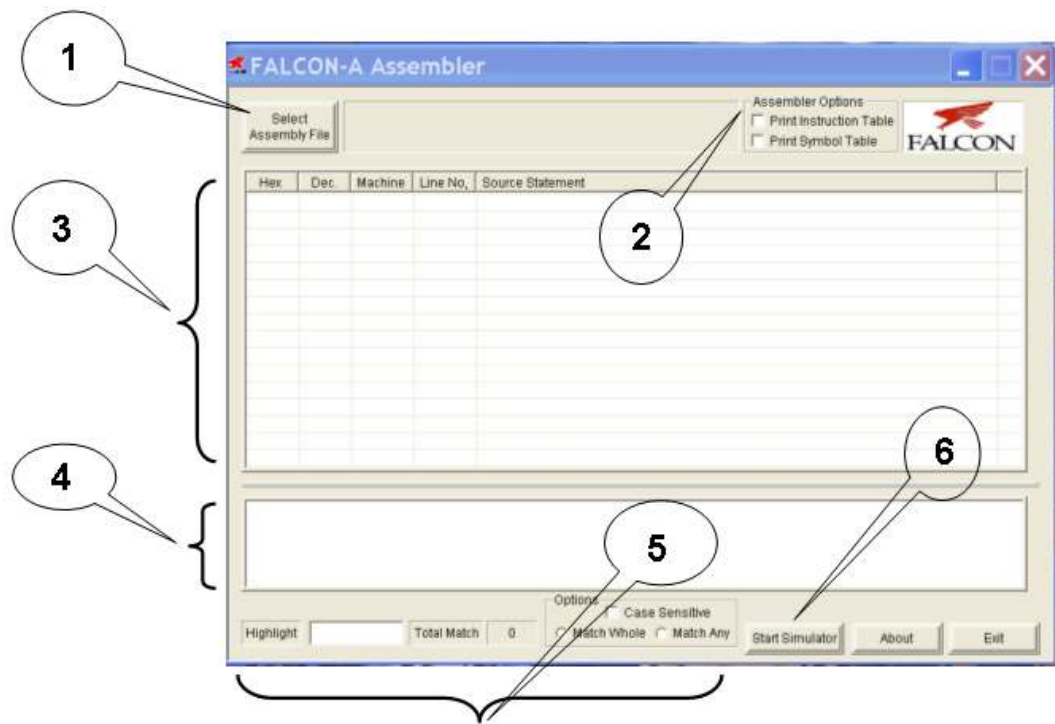 1
FALCON-A Assembler
Select
Assembly File
Assembler Options
Print Instruction Table
Print Symbol Table
FALCON
2
Hex Dec. Machine Line No, Source Statement
3
4
5
6
Options
Case Sensitive
Highlight Total Match 0 Match Whole Match Any Start Simulator About Exit